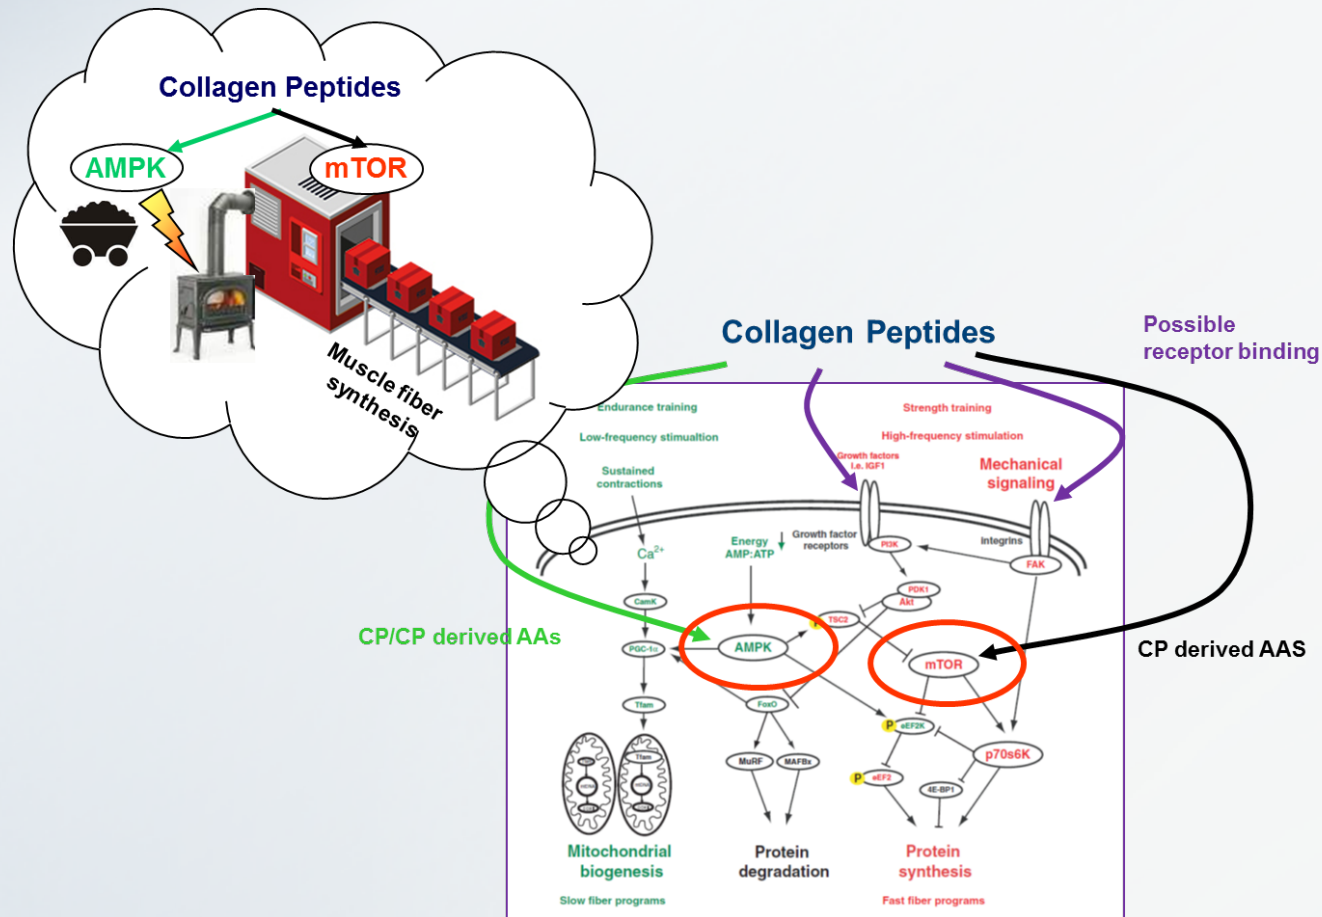 Collagen Peptides
AMPK
mTOR
Muscle fiber
synthesis
Collagen Peptides
Possible
receptor binding
Endurance training
Strength training
Low-frequency stimualtion
High-frequency stimulation
Growth factors
i.e. IGF1
Mechanical
signaling
Sustained
contractions
Ca2+
Energy
AMP:ATP
Growth factor
receptors
PI3K
integrins
FAK
CamK
PDK1
Akt
P
TSC2
CP/CP derived AAs
PGC-1α
AMPK
mTOR
CP derived AAS
Tfam
FoxO
P
eEF2K
p70s6K
Tfam
MuRF
MAFBx
P
eEF2
4E-BP1
Mitochondrial
biogenesis
Protein
degradation
Protein
synthesis
Slow fiber programs
Fast fiber programs